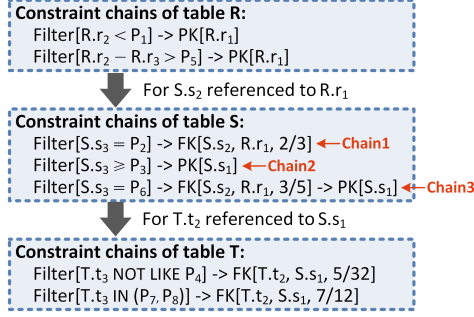 Constraint chains of table R:
Filter[R.r₂ < P₁] -> PK[R.r₁]
Filter[R.r₂ − R.r₃ > P₅] -> PK[R.r₁]
For S.s₂ referenced to R.r₁
Constraint chains of table S:
Filter[S.s₃ = P₂] -> FK[S.s₂, R.r₁, 2/3] Chain1
Filter[S.s₃ ⩾ P₃] -> PK[S.s₁] Chain2
Filter[S.s₃ = P₆] -> FK[S.s₂, R.r₁, 3/5] -> PK[S.s₁] Chain3
For T.t₂ referenced to S.s₁
Constraint chains of table T:
Filter[T.t₃ NOT LIKE P₄] -> FK[T.t₂, S.s₁, 5/32]
Filter[T.t₃ IN (P₇, P₈)] -> FK[T.t₂, S.s₁, 7/12]